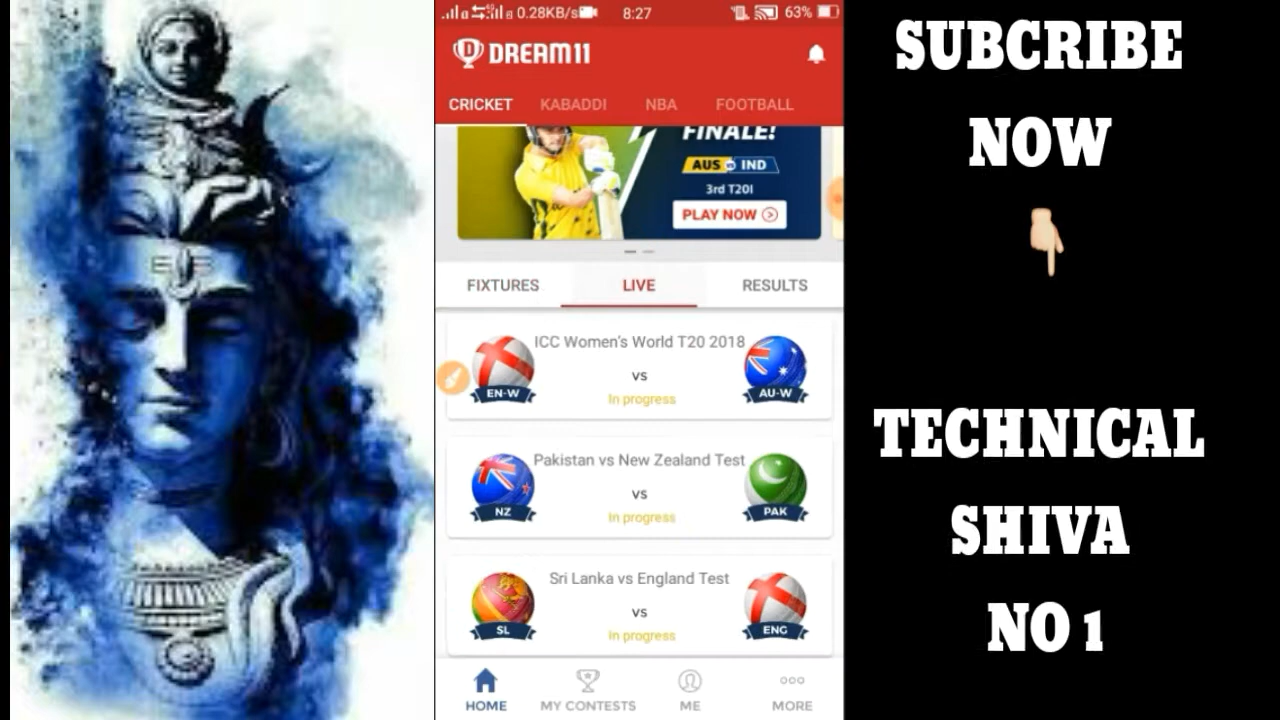 0.28KB/s 8:27 63%
DREAM11
CRICKET KABADDI NBA FOOTBALL
FINALE!
AUS vs IND
3rd T20I
PLAY NOW
FIXTURES LIVE RESULTS
ICC Women's World T20 2018
EN-W vs AU-W
In progress
Pakistan vs New Zealand Test
NZ vs PAK
In progress
Sri Lanka vs England Test
SL vs ENG
In progress
HOME MY CONTESTS ME MORE
SUBCRIBE
NOW
TECHNICAL
SHIVA
NO 1